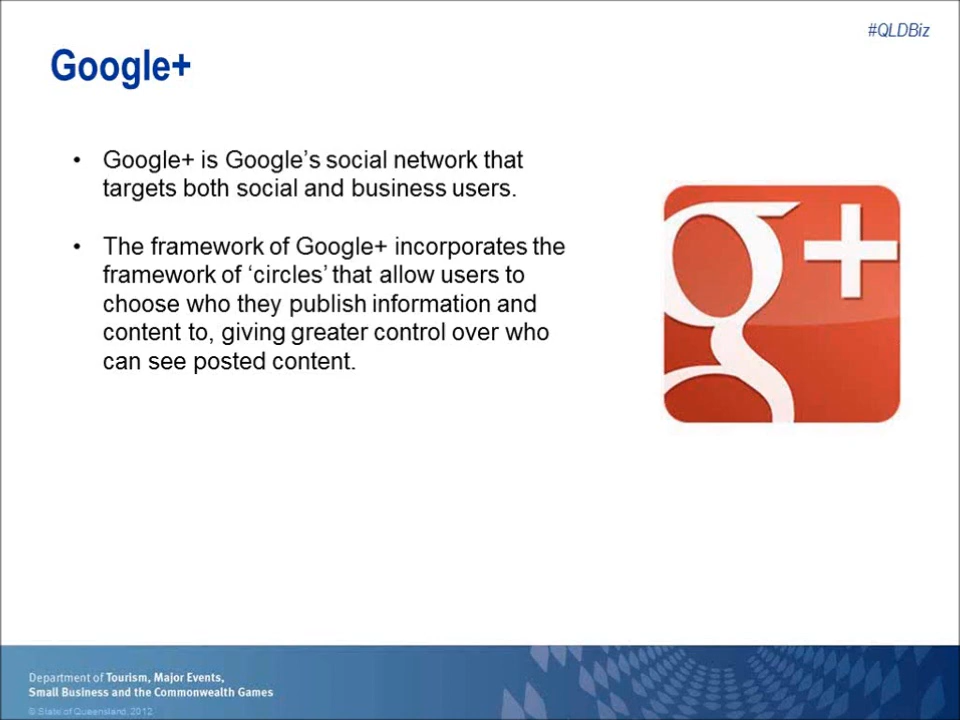 #QLDBiz
Google+
• Google+ is Google's social network that
targets both social and business users.
• The framework of Google+ incorporates the
framework of ‘circles’ that allow users to
choose who they publish information and
content to, giving greater control over who
can see posted content.
g+
Department of Tourism, Major Events,
Small Business and the Commonwealth Games
© State of Queensland, 2012